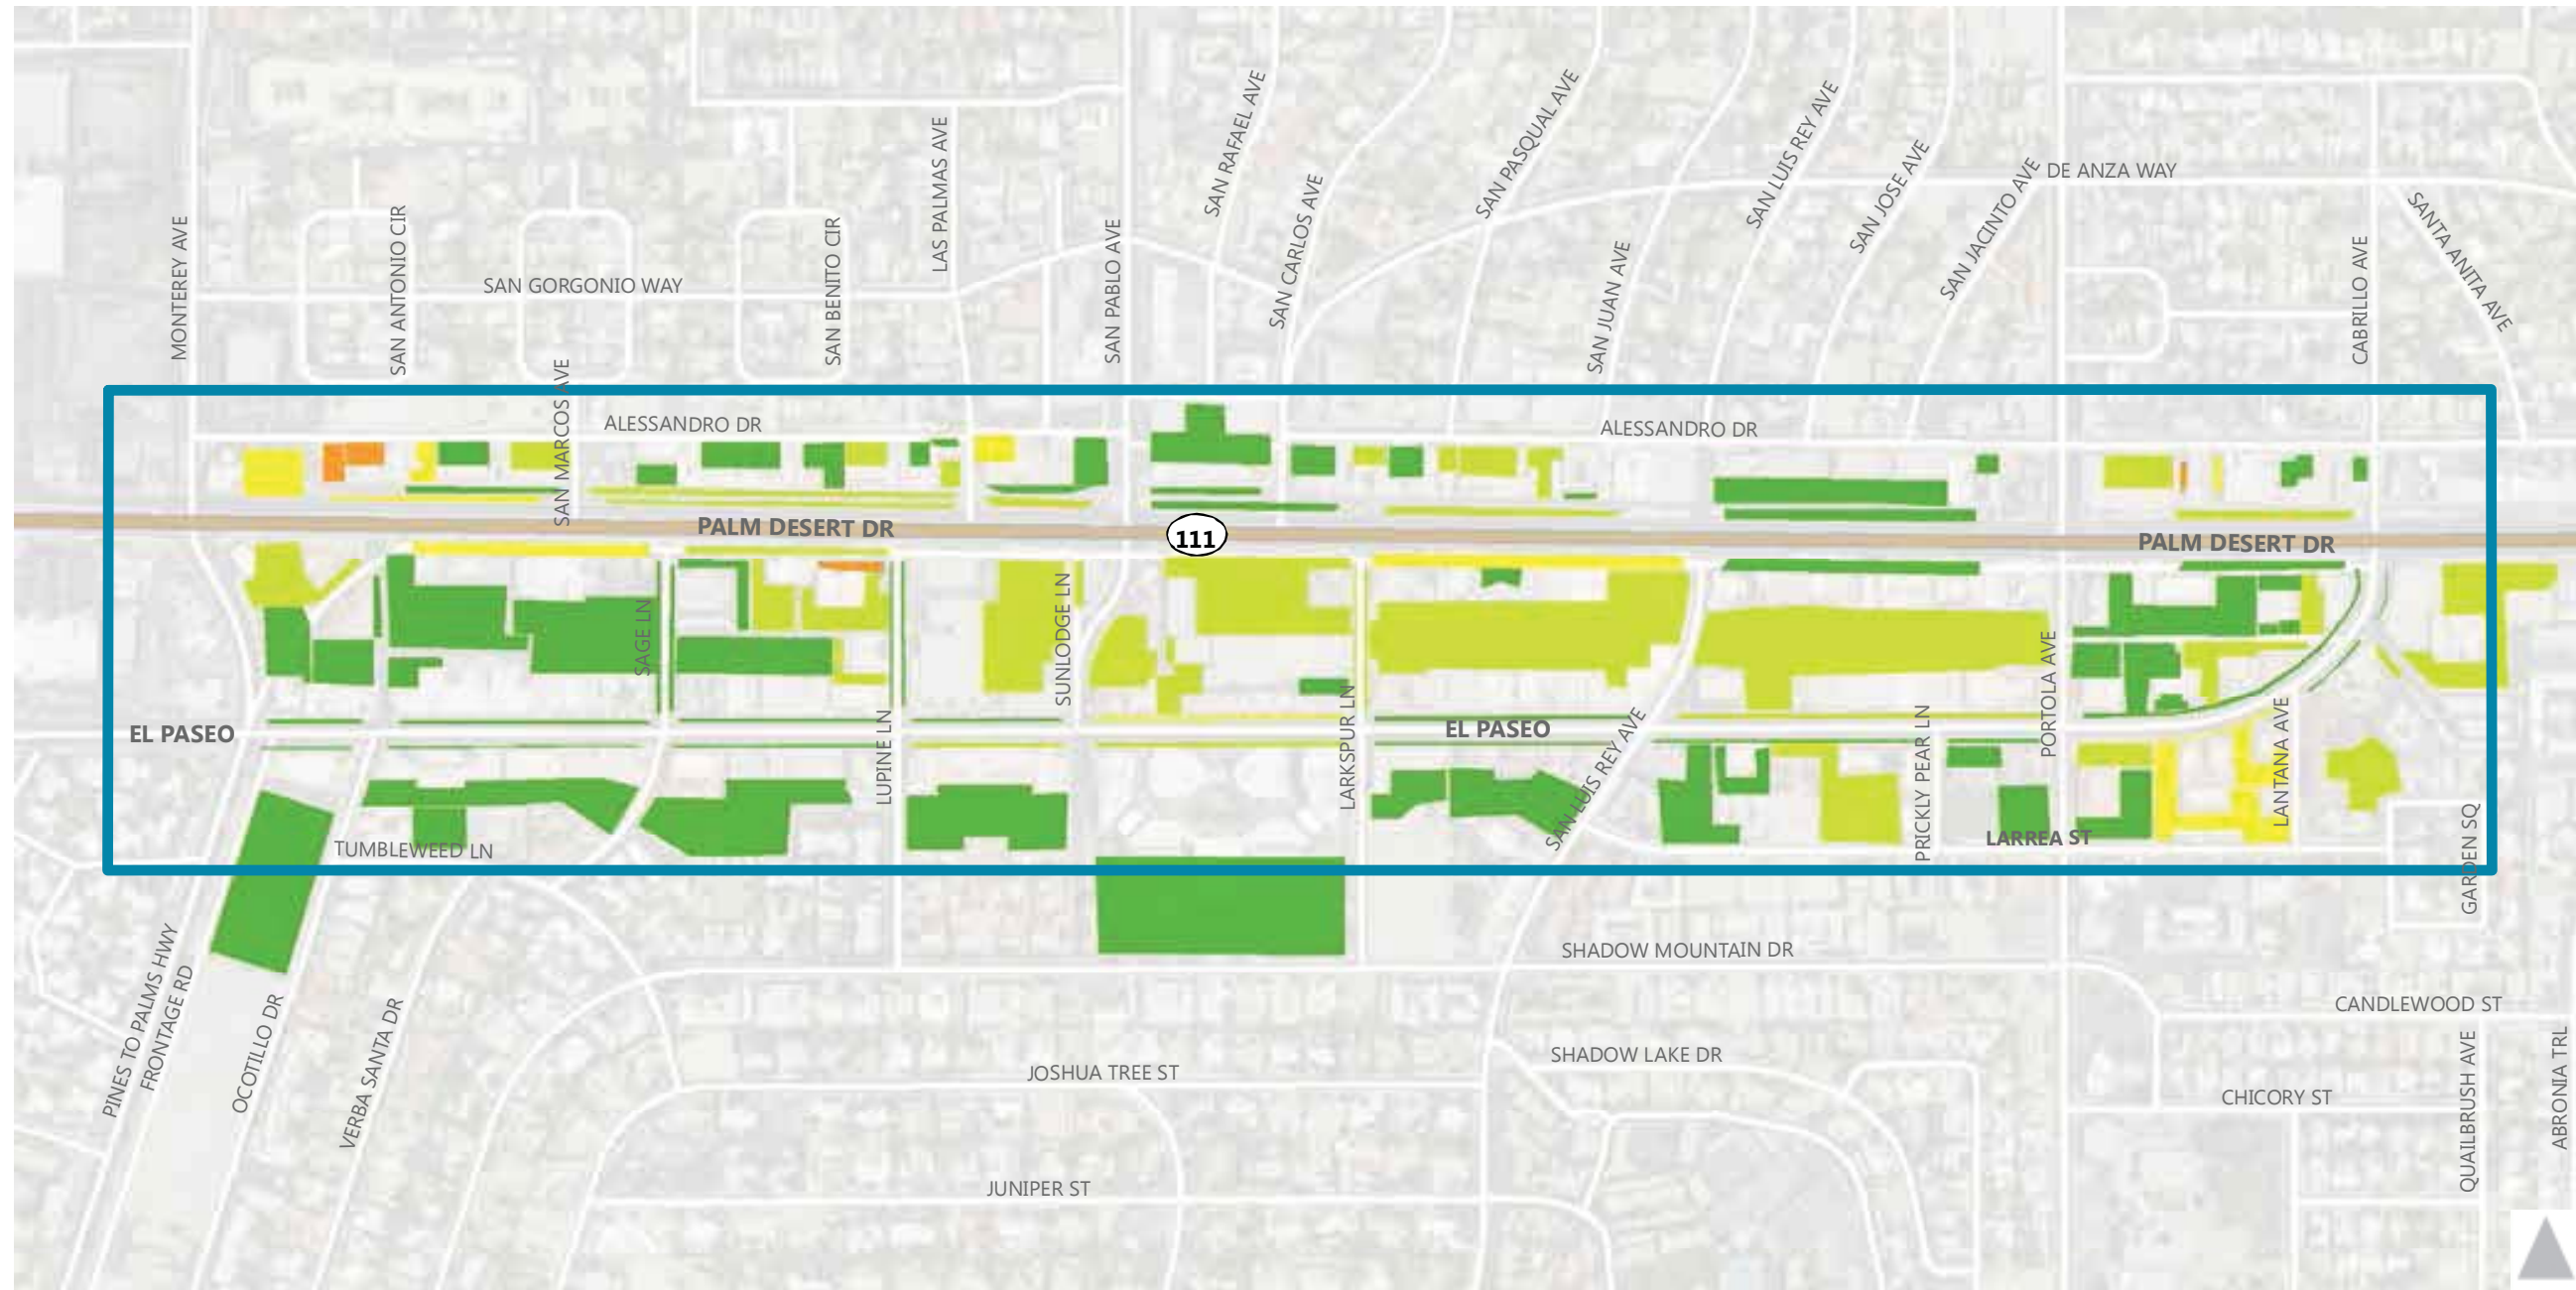 SAN RAFAEL AVE
SAN PASQUAL AVE
SAN LUIS REY AVE
LAS PALMAS AVE
SAN JOSE AVE
SAN JACINTO AVE
DE ANZA WAY
SAN CARLOS AVE
SANTA ANITA AVE
MONTEREY AVE
SAN ANTONIO CIR
SAN GORGONIO WAY
SAN BENITO CIR
SAN PABLO AVE
SAN JUAN AVE
CABRILLO AVE
SAN MARCOS AVE
ALESSANDRO DR
ALESSANDRO DR
PALM DESERT DR
111
PALM DESERT DR
SAGE LN
SUNLODGE LN
PORTOLA AVE
EL PASEO
LUPINE LN
LARKSPUR LN
EL PASEO
SAN LUIS REY AVE
PRICKLY PEAR LN
LANTANA AVE
TUMBLEWEED LN
LARREA ST
GARDEN SQ
PINES TO PALMS HWY
FRONTAGE RD
OCOTILLO DR
VERBA SANTA DR
SHADOW MOUNTAIN DR
CANDLEWOOD ST
JOSHUA TREE ST
SHADOW LAKE DR
CHICORY ST
QUAILBRUSH AVE
ABRONIA TRL
JUNIPER ST